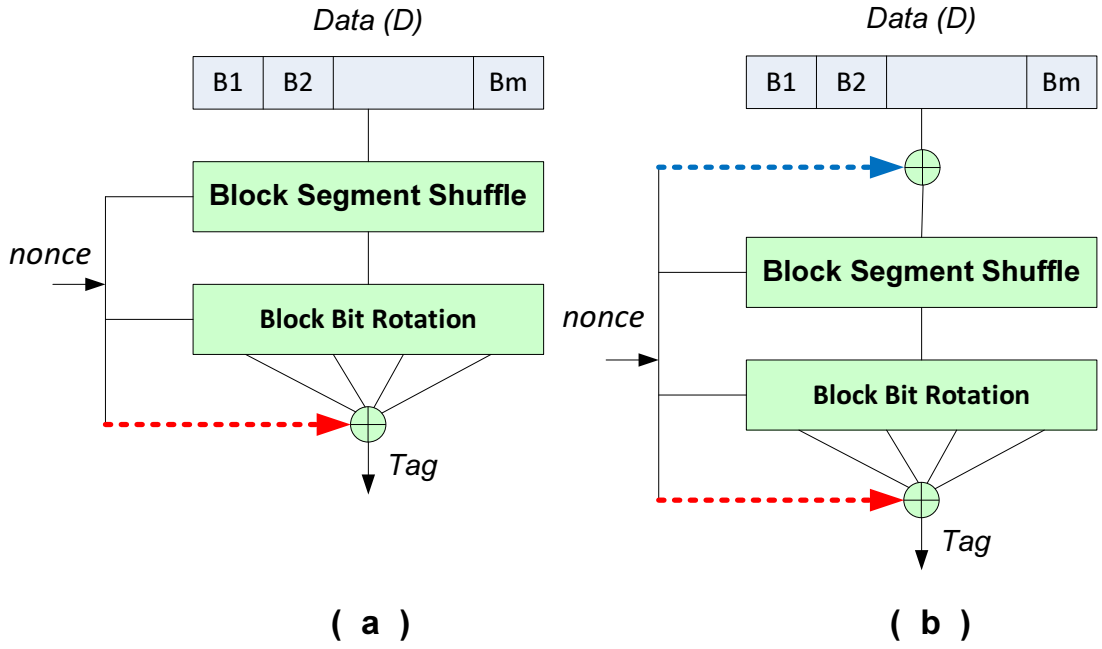 Data (D)
B1 B2 Bm
Block Segment Shuffle
nonce
Block Bit Rotation
Tag
( a )
Data (D)
B1 B2 Bm
Block Segment Shuffle
nonce
Block Bit Rotation
Tag
( b )